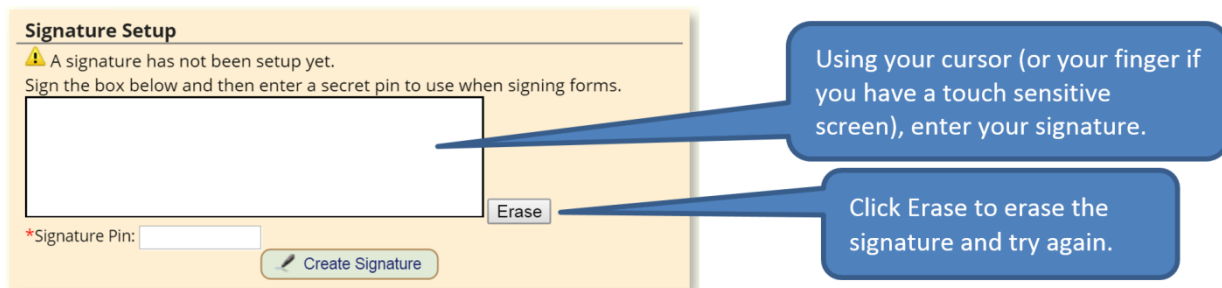 Signature Setup
A signature has not been setup yet.
Sign the box below and then enter a secret pin to use when signing forms.
Erase
*Signature Pin:
Create Signature
Using your cursor (or your finger if
you have a touch sensitive
screen), enter your signature.
Click Erase to erase the
signature and try again.